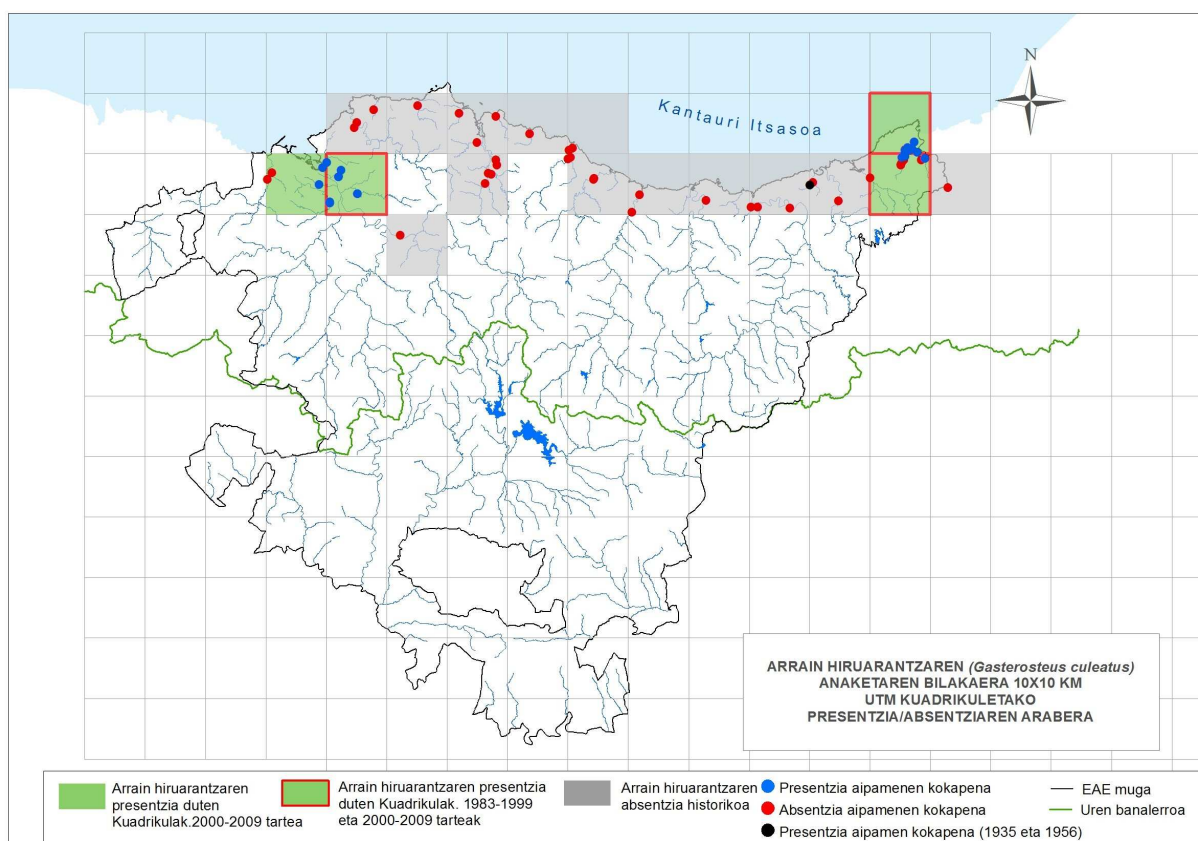 N
Kantauri Itsasoa
ARRAIN HIRUARANTZAREN (Gasterosteus culeatus)
ANAKETAREN BILAKAERA 10X10 KM
UTM KUADRIKULETAKO
PRESENTZIA/ABSENTZIAREN ARABERA
Arrain hiruarantzaren
presentzia duten
Kuadrikulak.2000-2009 tartea
Arrain hiruarantzaren presentzia
duten Kuadrikulak. 1983-1999
eta 2000-2009 tarteak
Arrain hiruarantzaren
absentzia historikoa
Presentzia aipamenen kokapena
Absentzia aipamenen kokapena
Presentzia aipamen kokapena (1935 eta 1956)
EAE muga
Uren banalerroa